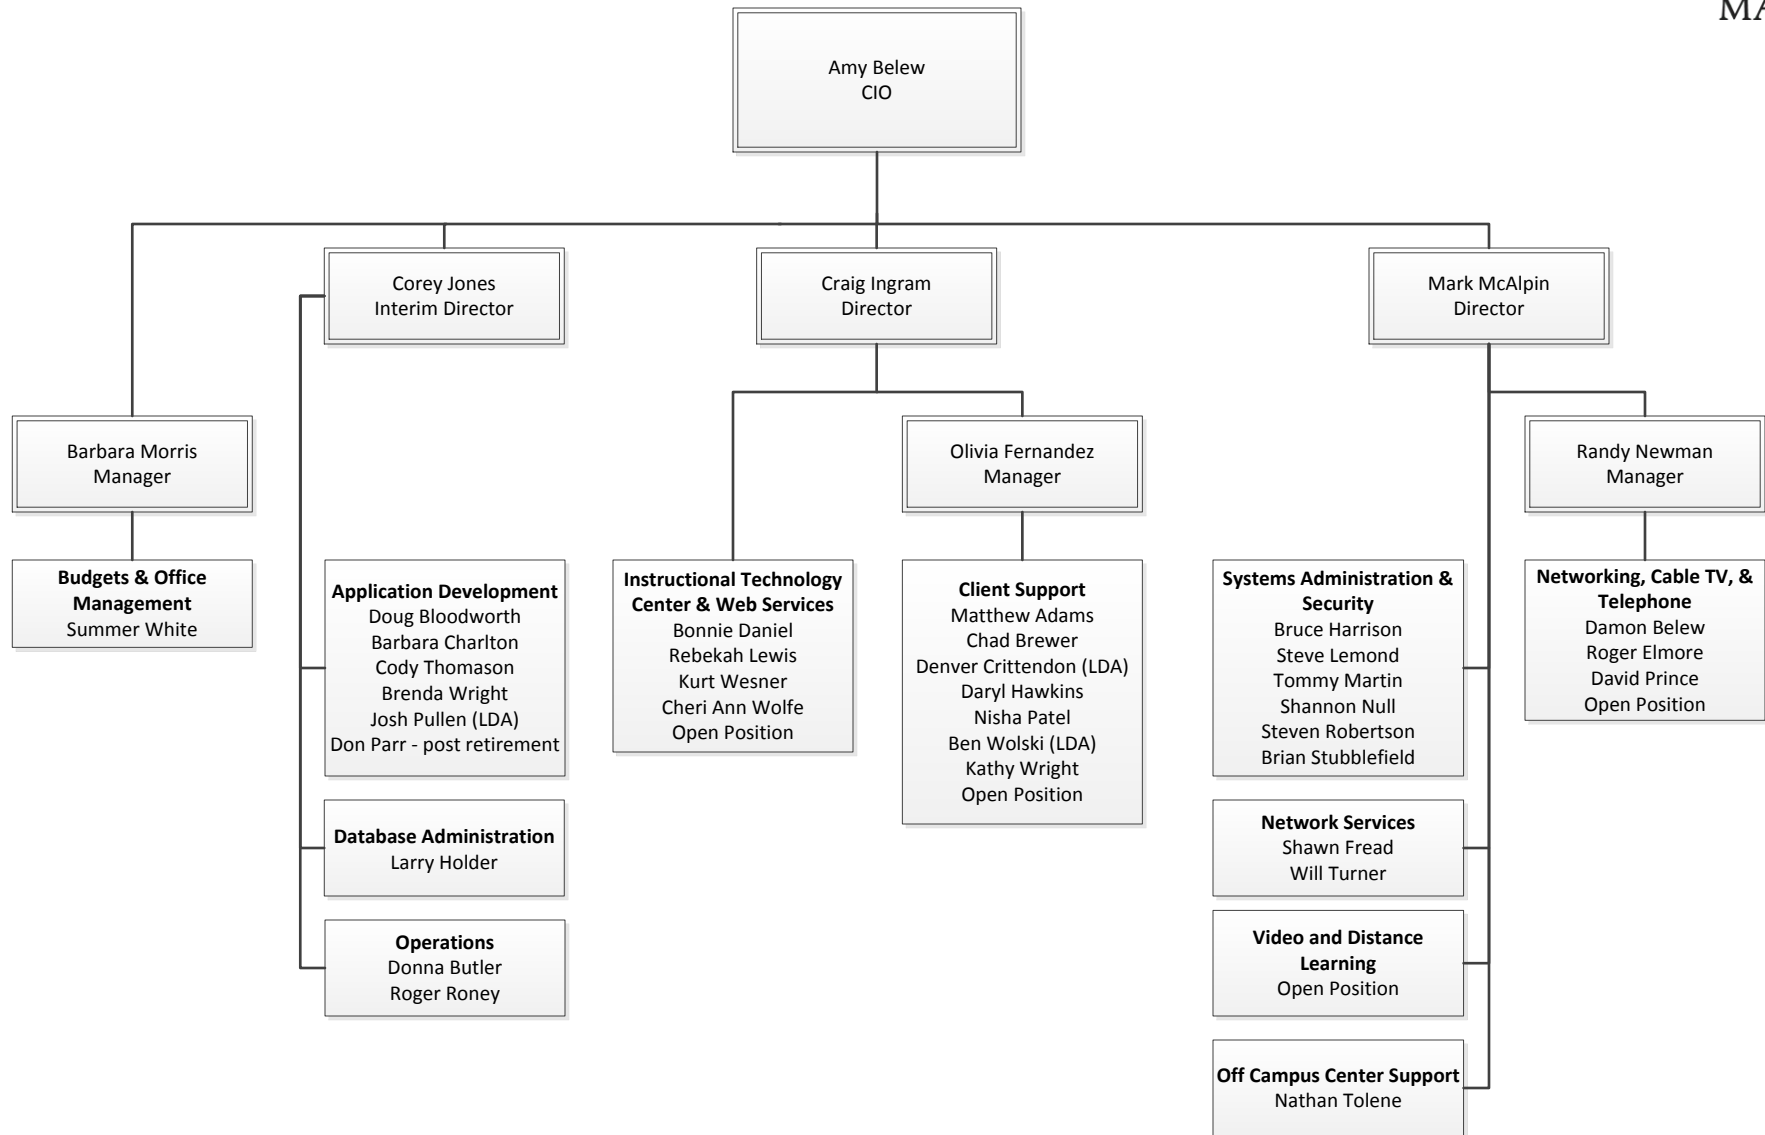 MA
Amy Belew
CIO
Corey Jones
Interim Director
Craig Ingram
Director
Mark McAlpin
Director
Barbara Morris
Manager
Olivia Fernandez
Manager
Randy Newman
Manager
Budgets & Office
Management
Summer White
Application Development
Doug Bloodworth
Barbara Charlton
Cody Thomason
Brenda Wright
Josh Pullen (LDA)
Don Parr - post retirement
Instructional Technology
Center & Web Services
Bonnie Daniel
Rebekah Lewis
Kurt Wesner
Cheri Ann Wolfe
Open Position
Client Support
Matthew Adams
Chad Brewer
Denver Crittendon (LDA)
Daryl Hawkins
Nisha Patel
Ben Wolski (LDA)
Kathy Wright
Open Position
Systems Administration &
Security
Bruce Harrison
Steve Lemond
Tommy Martin
Shannon Null
Steven Robertson
Brian Stubblefield
Networking, Cable TV, &
Telephone
Damon Belew
Roger Elmore
David Prince
Open Position
Database Administration
Larry Holder
Network Services
Shawn Fread
Will Turner
Operations
Donna Butler
Roger Roney
Video and Distance
Learning
Open Position
Off Campus Center Support
Nathan Tolene